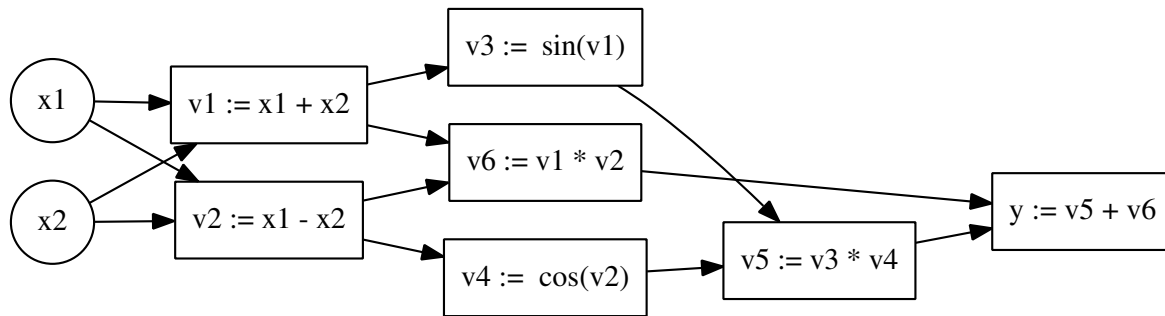 x1
x2
v1 := x1 + x2
v2 := x1 - x2
v3 :=  sin(v1)
v6 := v1 * v2
v4 :=  cos(v2)
v5 := v3 * v4
y := v5 + v6